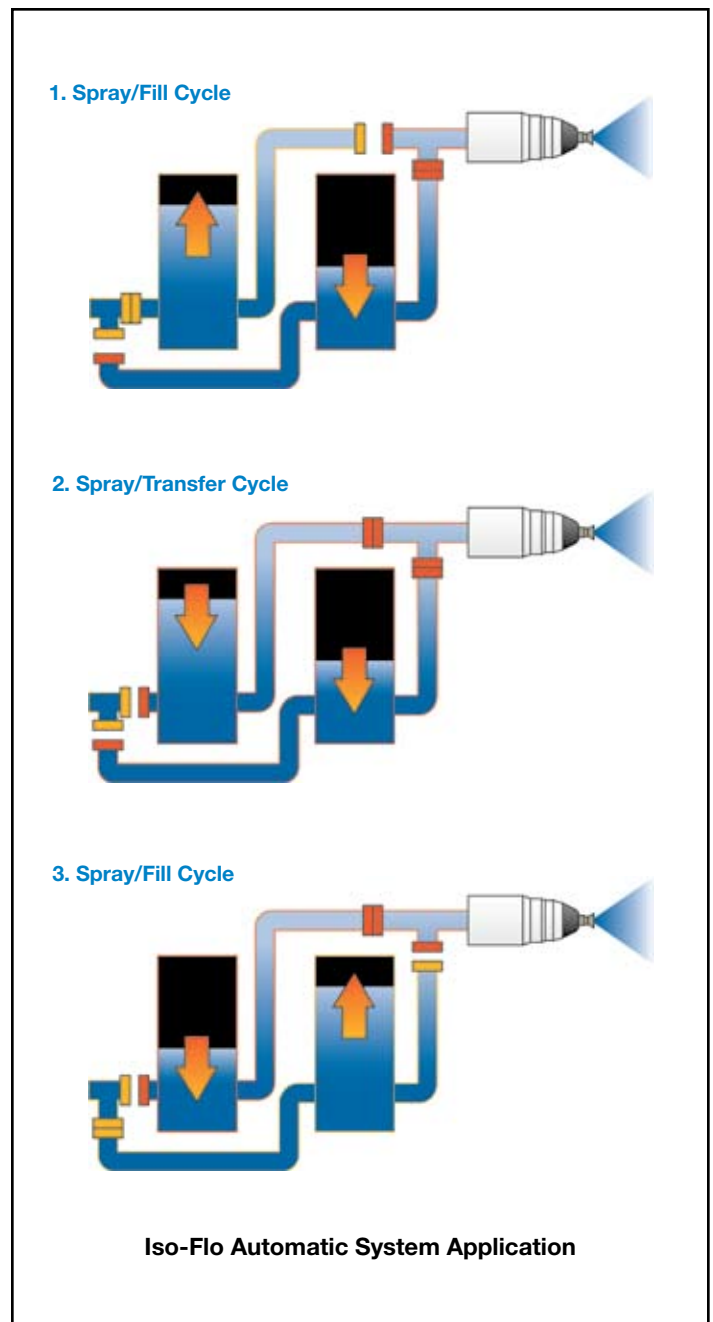 1. Spray/Fill Cycle
2. Spray/Transfer Cycle
3. Spray/Fill Cycle
Iso-Flo Automatic System Application